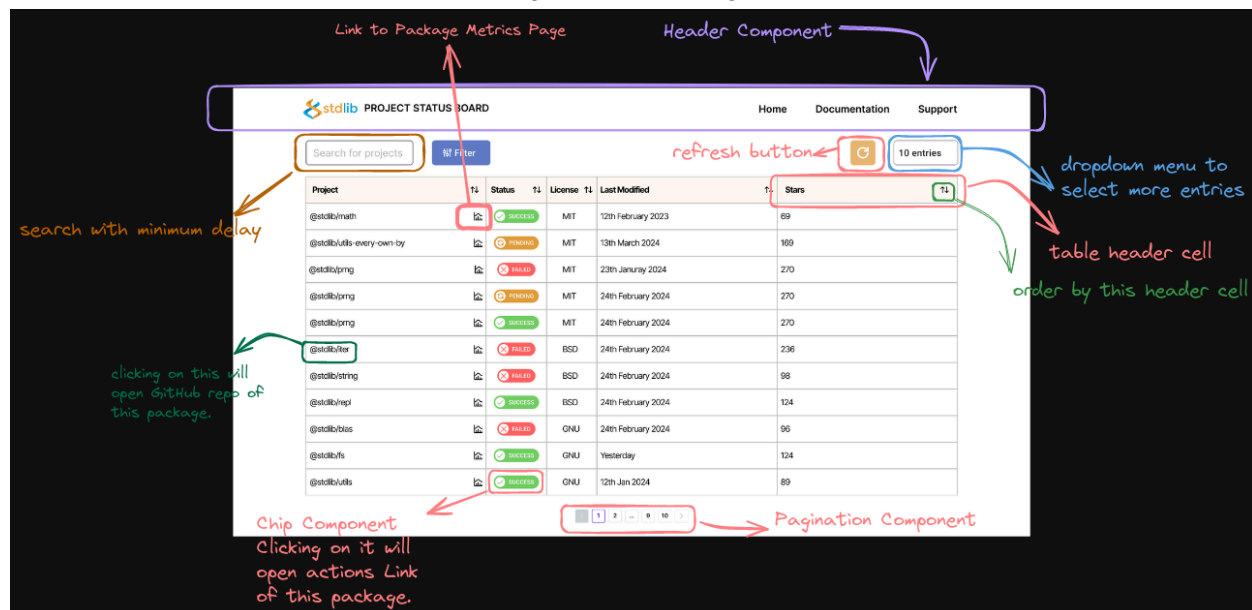 Link to Package Metrics Page
Header Component
stdlib PROJECT STATUS BOARD
Home Documentation Support
Search for projects
Filter
refresh button
10 entries
dropdown menu to
select more entries
search with minimum delay
Project Status License Last Modified Stars
@stdlib/math SUCCESS MIT 12th February 2023 69
@stdlib/utils-every-own-by PENDING MIT 13th March 2024 169
@stdlib/prng FAILED MIT 23th Januray 2024 270
@stdlib/prng PENDING MIT 24th February 2024 270
@stdlib/prng SUCCESS MIT 24th February 2024 270
@stdlib/iter FAILED BSD 24th February 2024 236
@stdlib/string FAILED BSD 24th February 2024 98
@stdlib/repl SUCCESS BSD 24th February 2024 124
@stdlib/blas FAILED GNU 24th February 2024 96
@stdlib/fs SUCCESS GNU Yesterday 124
@stdlib/utils SUCCESS GNU 12th Jan 2024 89
table header cell
order by this header cell
clicking on this will
open GitHub repo of
this package.
1 2 ... 9 10
Chip Component
Clicking on it will
open actions Link
of this package.
Pagination Component